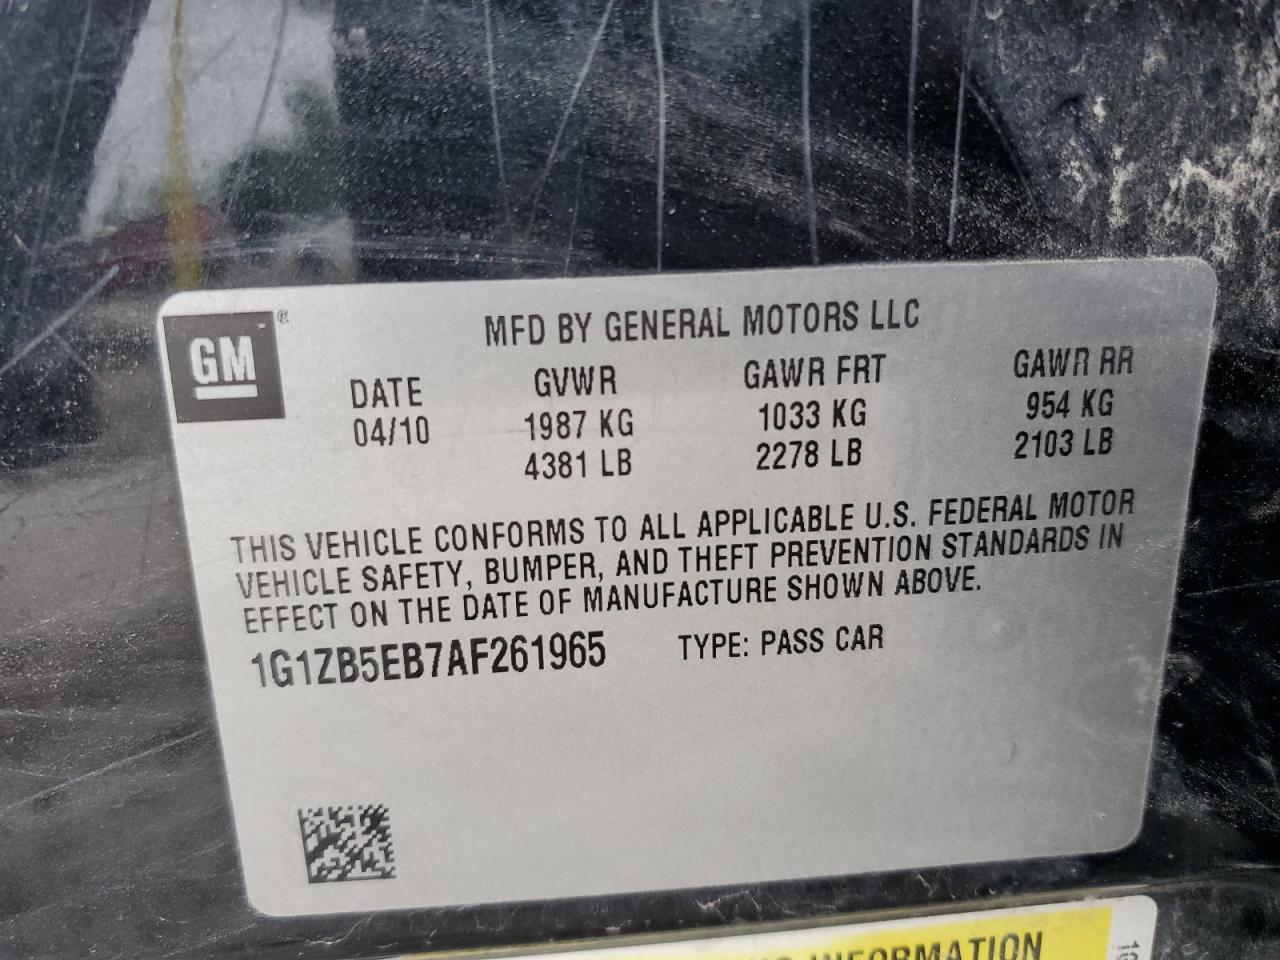 GM
®
MFD BY GENERAL MOTORS LLC
DATE GVWR GAWR FRT GAWR RR
04/10 1987 KG 1033 KG 954 KG
4381 LB 2278 LB 2103 LB
THIS VEHICLE CONFORMS TO ALL APPLICABLE U.S. FEDERAL MOTOR
VEHICLE SAFETY, BUMPER, AND THEFT PREVENTION STANDARDS IN
EFFECT ON THE DATE OF MANUFACTURE SHOWN ABOVE.
1G1ZB5EB7AF261965 TYPE: PASS CAR
INFORMATION